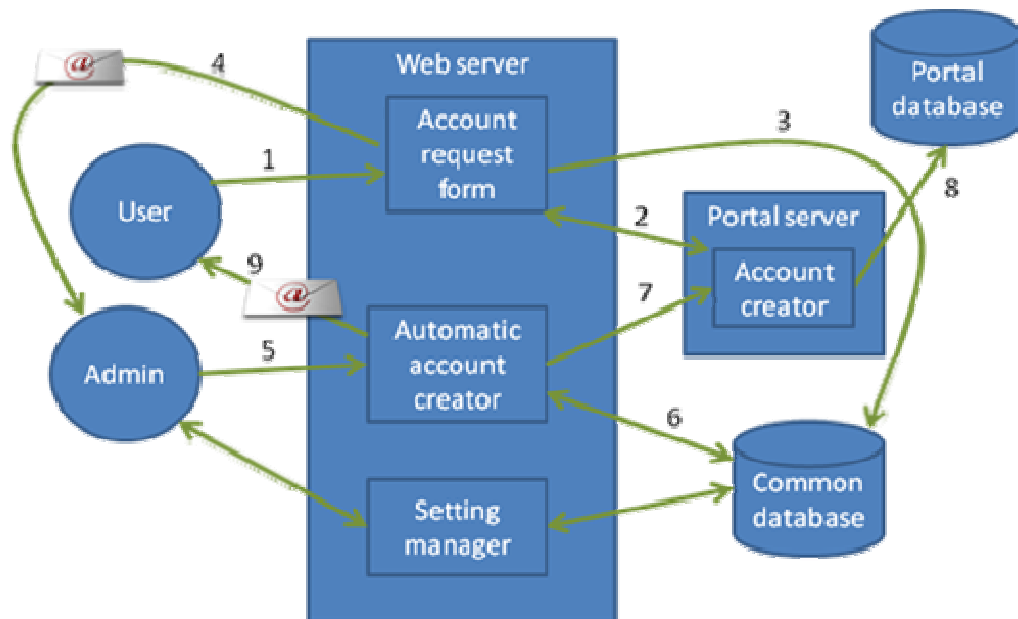 4
Web server
Portal
database
Account
request
form
3
1
User
8
2
Portal server
9
Account
creator
7
Automatic
account
creator
5
Admin
6
Common
database
Setting
manager
@
@